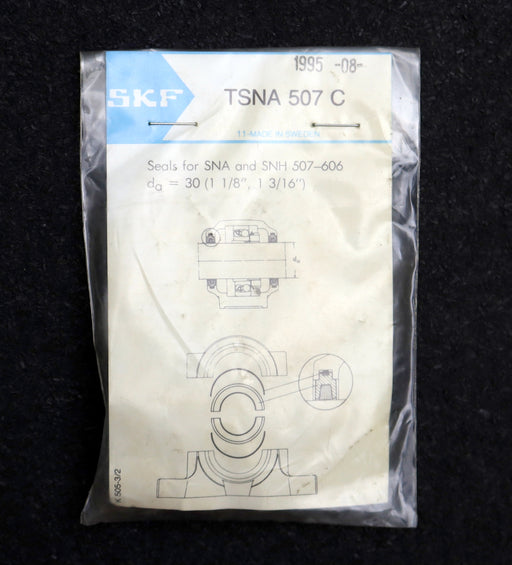 1995 -08-
SKF
TSNA 507 C
11-MADE IN SWEDEN
Seals for SNA and SNH 507-606
da = 30 (1 1/8", 1 3/16")
da
K 505-3/2